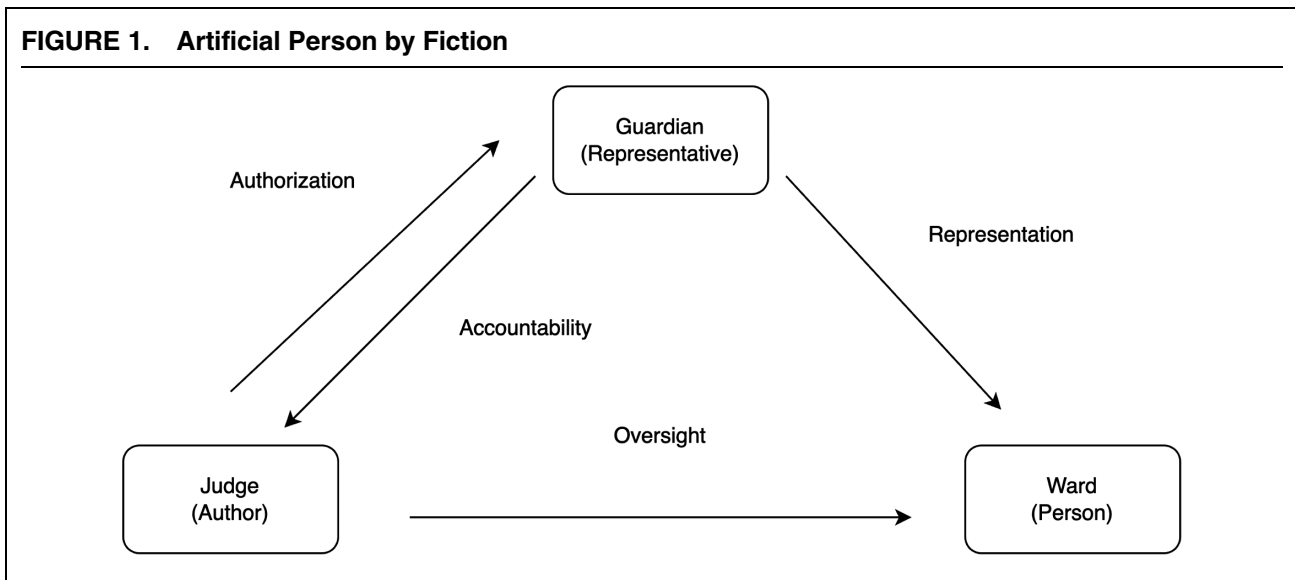 FIGURE 1. Artificial Person by Fiction
Guardian
(Representative)
Authorization
Representation
Accountability
Oversight
Judge
(Author)
Ward
(Person)